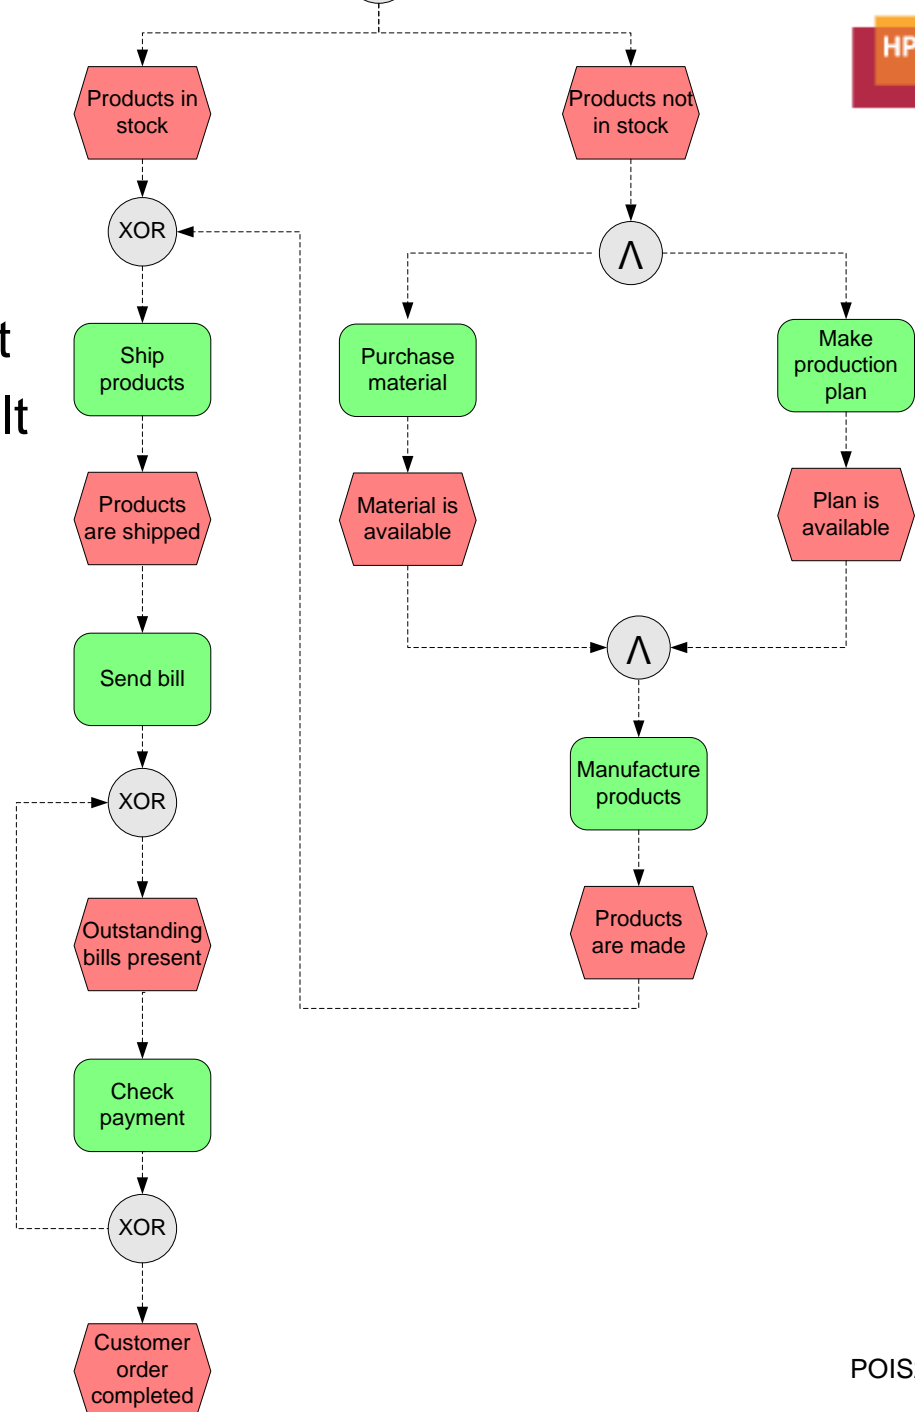 HP
Products in
stock
Products not
in stock
XOR
Λ
t
lt
Ship
products
Purchase
material
Make
production
plan
Products
are shipped
Material is
available
Plan is
available
Send bill
Λ
XOR
Manufacture
products
Outstanding
bills present
Products
are made
Check
payment
XOR
Customer
order
completed
POIS